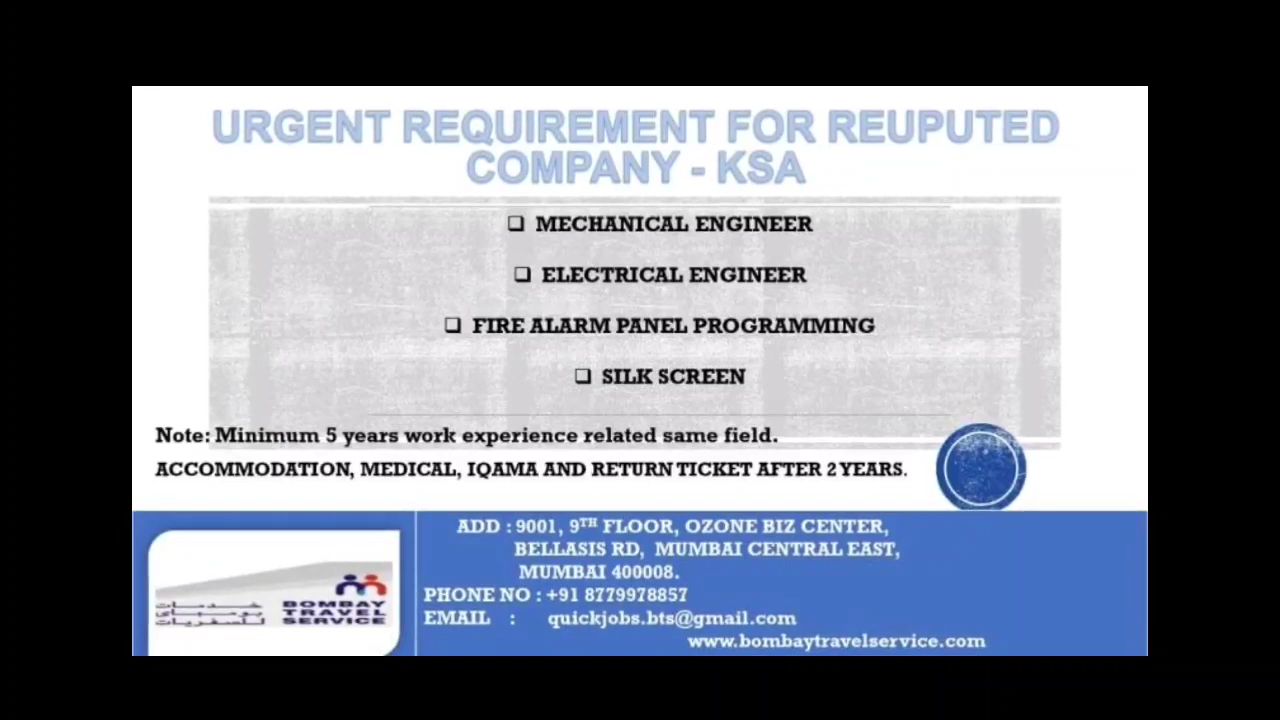 URGENT REQUIREMENT FOR REUPUTED
COMPANY - KSA
❑ MECHANICAL ENGINEER
❑ ELECTRICAL ENGINEER
❑ FIRE ALARM PANEL PROGRAMMING
❑ SILK SCREEN
Note: Minimum 5 years work experience related same field.
ACCOMMODATION, MEDICAL, IQAMA AND RETURN TICKET AFTER 2 YEARS.
ADD : 9001, 9TH FLOOR, OZONE BIZ CENTER,
BELLASIS RD, MUMBAI CENTRAL EAST,
MUMBAI 400008.
PHONE NO : +91 8779978857
EMAIL : quickjobs.bts@gmail.com
www.bombaytravelservice.com
خدمات
بومباي
للسفريات
BOMBAY
TRAVEL
SERVICE